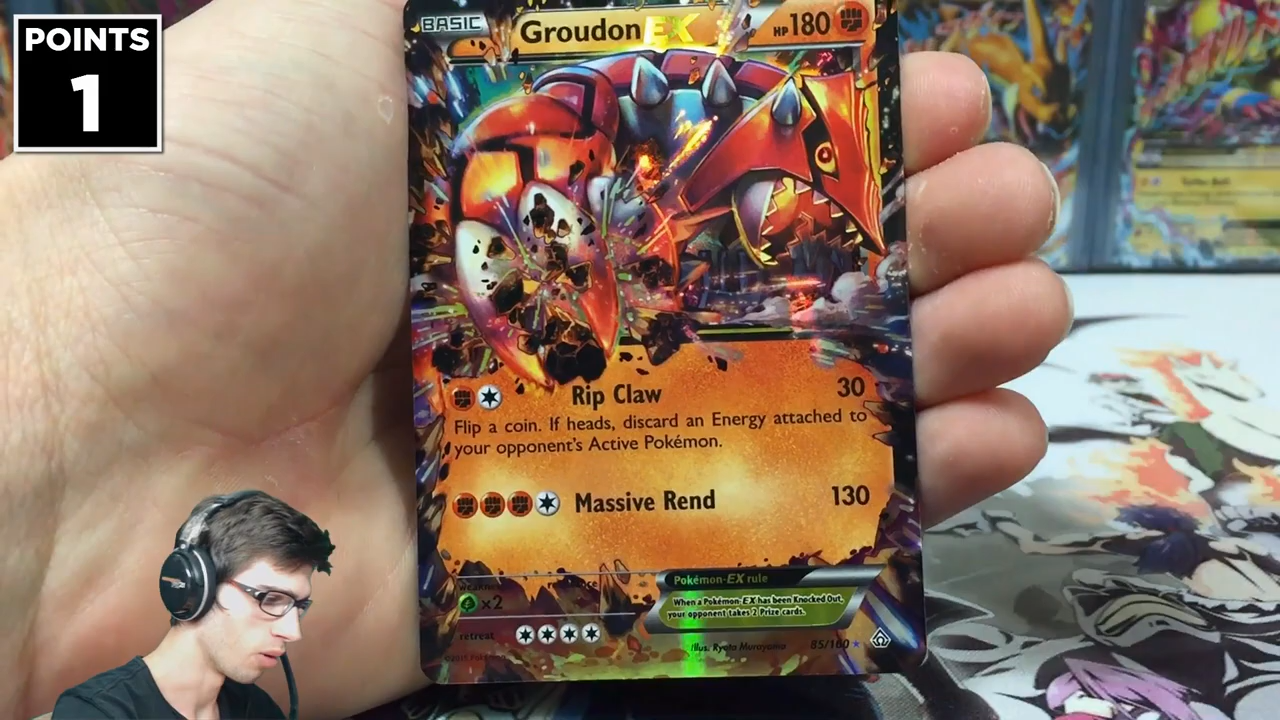 POINTS
1
BASIC Groudon EX HP180
Rip Claw 30
Flip a coin. If heads, discard an Energy attached to
your opponent's Active Pokémon.
Massive Rend 130
Pokémon-EX rule
When a Pokémon-EX has been Knocked Out,
your opponent takes 2 Prize cards.
weakness resistance
×2
retreat
Illus. Ryota Murayama 85/160